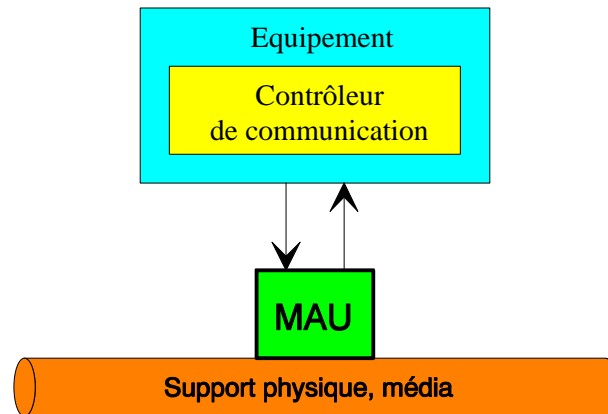 Equipement
Contrôleur
de communication
MAU
Support physique, média